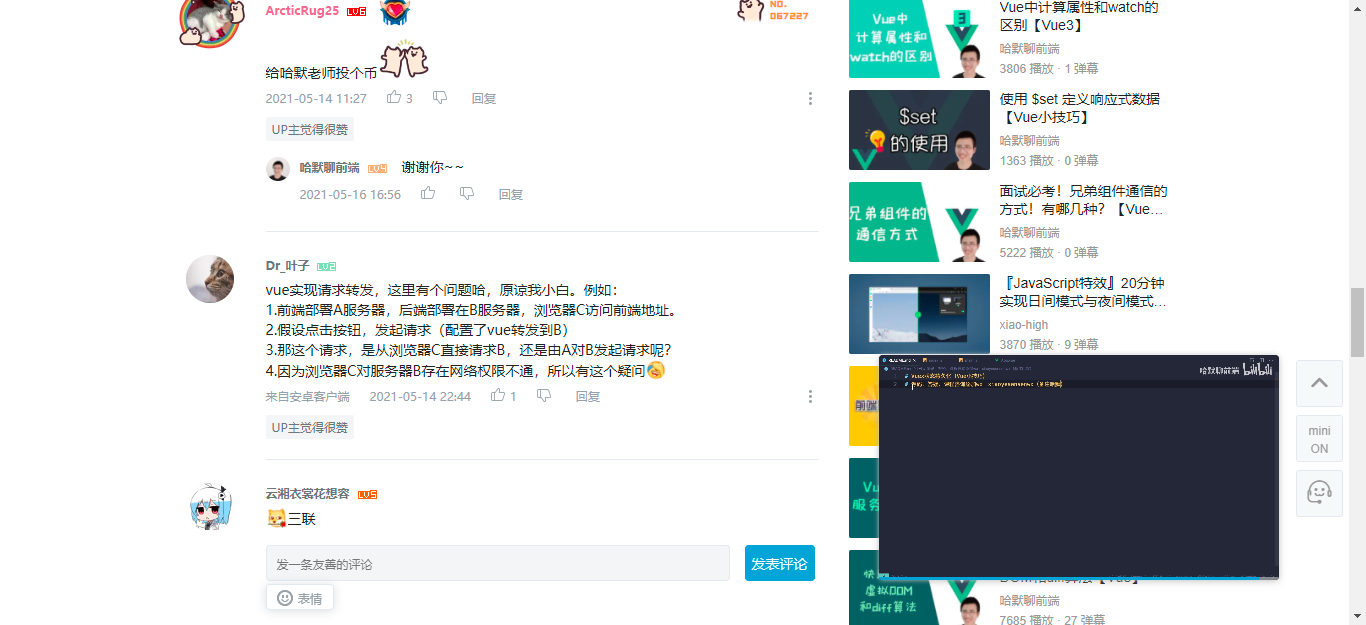 ArcticRug25 LV6
NO.
067227
给哈默老师投个币
2021-05-14 11:27 3 回复
UP主觉得很赞
哈默聊前端 LV4 谢谢你~~
2021-05-16 16:56 回复
Dr_叶子 LV2
vue实现请求转发，这里有个问题哈，原谅我小白。例如：
1.前端部署A服务器，后端部署在B服务器，浏览器C访问前端地址。
2.假设点击按钮，发起请求（配置了vue转发到B）
3.那这个请求，是从浏览器C直接请求B，还是由A对B发起请求呢？
4.因为浏览器C对服务器B存在网络权限不通，所以有这个疑问
来自安卓客户端 2021-05-14 22:44 1 回复
UP主觉得很赞
云湘衣裳花想容 LV5
三联
发一条友善的评论
发表评论
表情
Vue中
计算属性和
watch的区别
3
Vue中计算属性和watch的
区别【Vue3】
哈默聊前端
3806 播放 · 1 弹幕
$set
的使用
使用 $set 定义响应式数据
【Vue小技巧】
哈默聊前端
1363 播放 · 0 弹幕
兄弟组件的
通信方式
面试必考！兄弟组件通信的
方式！有哪几种？【Vue...
哈默聊前端
5222 播放 · 0 弹幕
『JavaScript特效』20分钟
实现日间模式与夜间模式...
xiao-high
3870 播放 · 9 弹幕
前端
哈默聊前端 bilibili
Vu
服务
快
虚拟DOM
和diff算法
DOM和diff算法【Vue】
哈默聊前端
7685 播放 · 27 弹幕
mini
ON